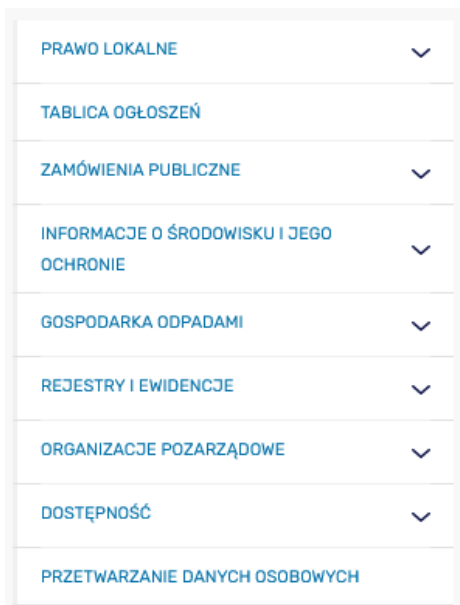 PRAWO LOKALNE
TABLICA OGŁOSZEŃ
ZAMÓWIENIA PUBLICZNE
INFORMACJE O ŚRODOWISKU I JEGO
OCHRONIE
GOSPODARKA ODPADAMI
REJESTRY I EWIDENCJE
ORGANIZACJE POZARZĄDOWE
DOSTĘPNOŚĆ
PRZETWARZANIE DANYCH OSOBOWYCH